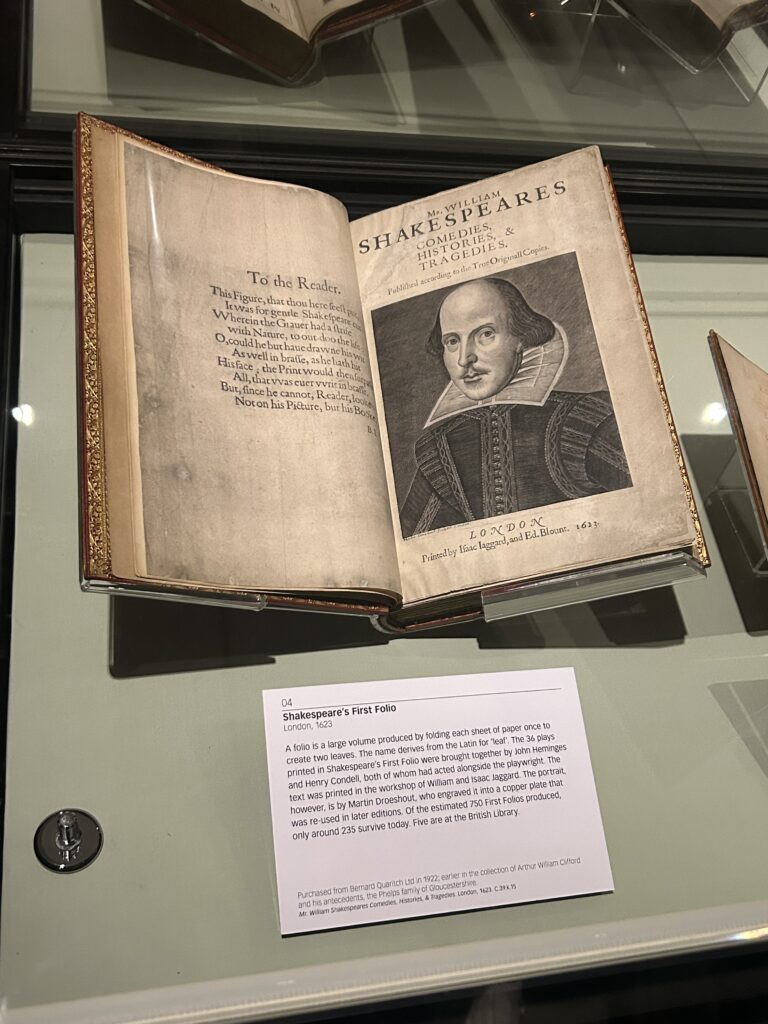 To the Reader.
This Figure, that thou here seest put,
It was for gentle Shakespeare cut;
Wherein the Grauer had a strife
with Nature, to out-doo the life:
O, could he but haue drawne his wit
As well in brasse, as he hath hit
His face, the Print would then surpasse
All, that vvas euer vvrit in brasse.
But, since he cannot, Reader, looke
Not on his Picture, but his Booke.
B. I.
Mr. WILLIAM
SHAKESPEARES
COMEDIES,
HISTORIES, &
TRAGEDIES.
Published according to the True Originall Copies.
LONDON
Printed by Isaac Iaggard, and Ed. Blount. 1623.
04
Shakespeare's First Folio
London, 1623
A folio is a large volume produced by folding each sheet of paper once to
create two leaves. The name derives from the Latin for 'leaf'. The 36 plays
printed in Shakespeare's First Folio were brought together by John Heminges
and Henry Condell, both of whom had acted alongside the playwright. The
text was printed in the workshop of William and Isaac Jaggard. The portrait,
however, is by Martin Droeshout, who engraved it into a copper plate that
was re-used in later editions. Of the estimated 750 First Folios produced,
only around 235 survive today. Five are at the British Library.
Purchased from Bernard Quaritch Ltd in 1922; earlier in the collection of Arthur William Clifford
and his antecedents, the Phelps family of Gloucestershire.
Mr. William Shakespeares Comedies, Histories, & Tragedies. London, 1623. C.39.k.15